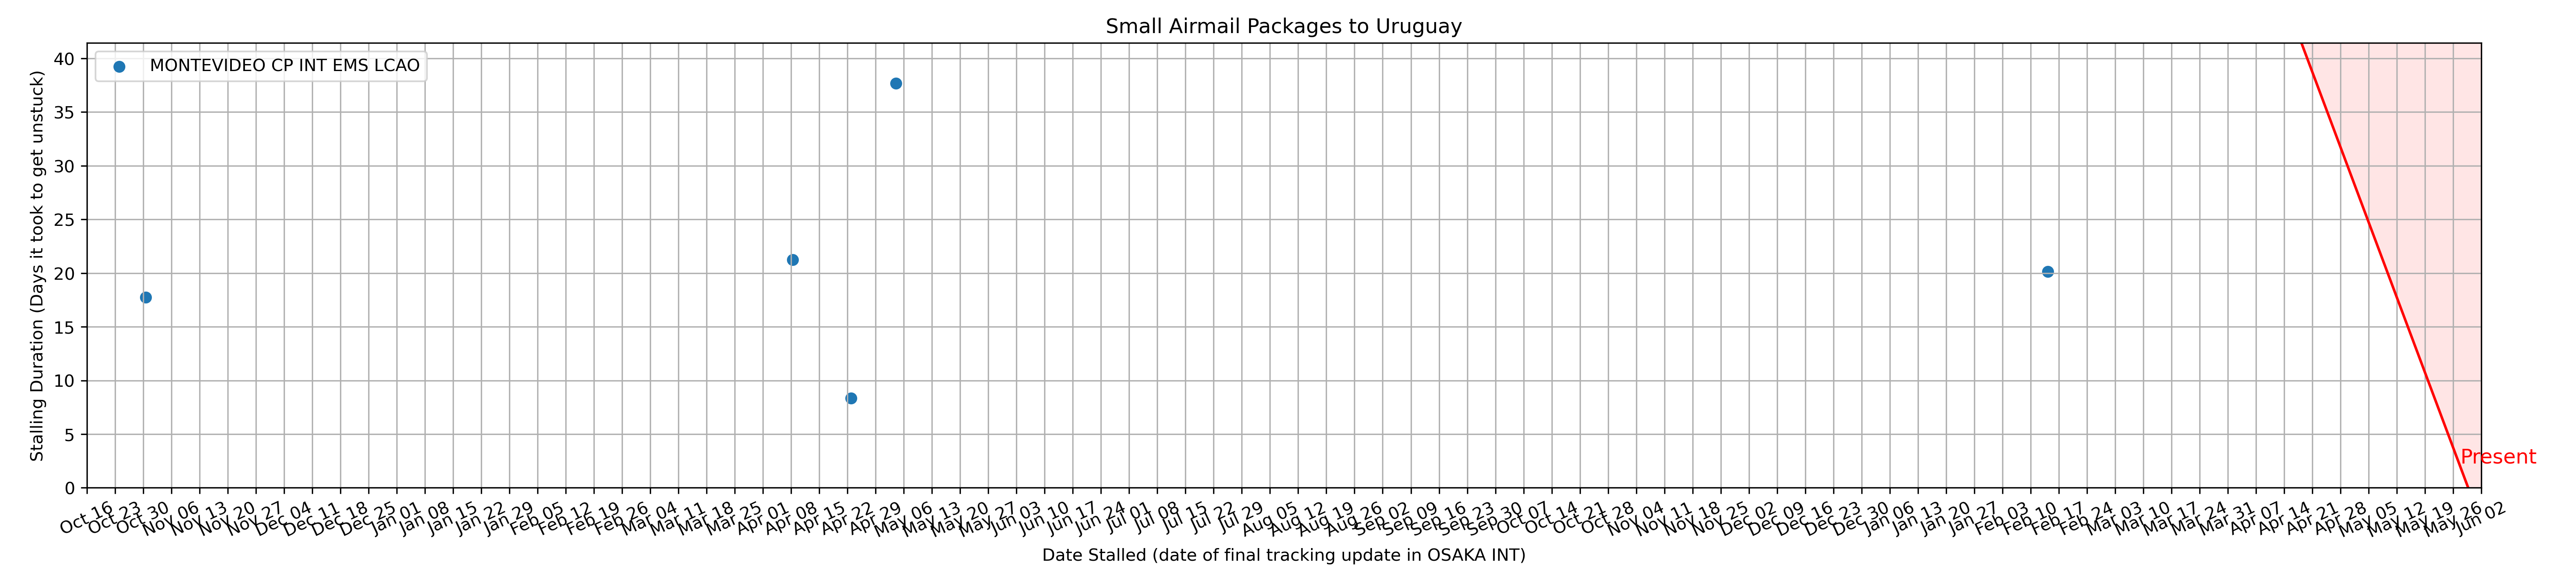 Small Airmail Packages to Uruguay
MONTEVIDEO CP INT EMS LCAO
Stalling Duration (Days it took to get unstuck)
40
35
30
25
20
15
10
5
0
Present
Oct 16 Oct 23 Oct 30 Nov 06 Nov 13 Nov 20 Nov 27 Dec 04 Dec 11 Dec 18 Dec 25 Jan 01 Jan 08 Jan 15 Jan 22 Jan 29 Feb 05 Feb 12 Feb 19 Feb 26 Mar 04 Mar 11 Mar 18 Mar 25 Apr 01 Apr 08 Apr 15 Apr 22 Apr 29 May 06 May 13 May 20 May 27 Jun 03 Jun 10 Jun 17 Jun 24 Jul 01 Jul 08 Jul 15 Jul 22 Jul 29 Aug 05 Aug 12 Aug 19 Aug 26 Sep 02 Sep 09 Sep 16 Sep 23 Sep 30 Oct 07 Oct 14 Oct 21 Oct 28 Nov 04 Nov 11 Nov 18 Nov 25 Dec 02 Dec 09 Dec 16 Dec 23 Dec 30 Jan 06 Jan 13 Jan 20 Jan 27 Feb 03 Feb 10 Feb 17 Feb 24 Mar 03 Mar 10 Mar 17 Mar 24 Mar 31 Apr 07 Apr 14 Apr 21 Apr 28 May 05 May 12 May 19 May 26 Jun 02
Date Stalled (date of final tracking update in OSAKA INT)